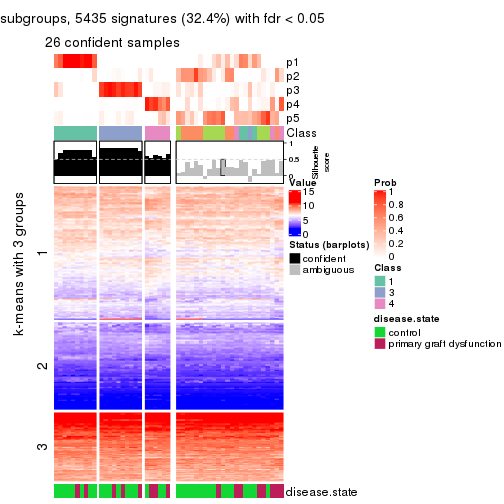 subgroups, 5435 signatures (32.4%) with fdr < 0.05
26 confident samples
p1
p2
p3
p4
p5
Class
1
0.5
0
Silhouette
score
k-means with 3 groups
1
2
3
disease.state
Value
15
10
5
0
Status (barplots)
confident
ambiguous
Prob
1
0.8
0.6
0.4
0.2
0
Class
1
3
4
disease.state
control
primary graft dysfunction